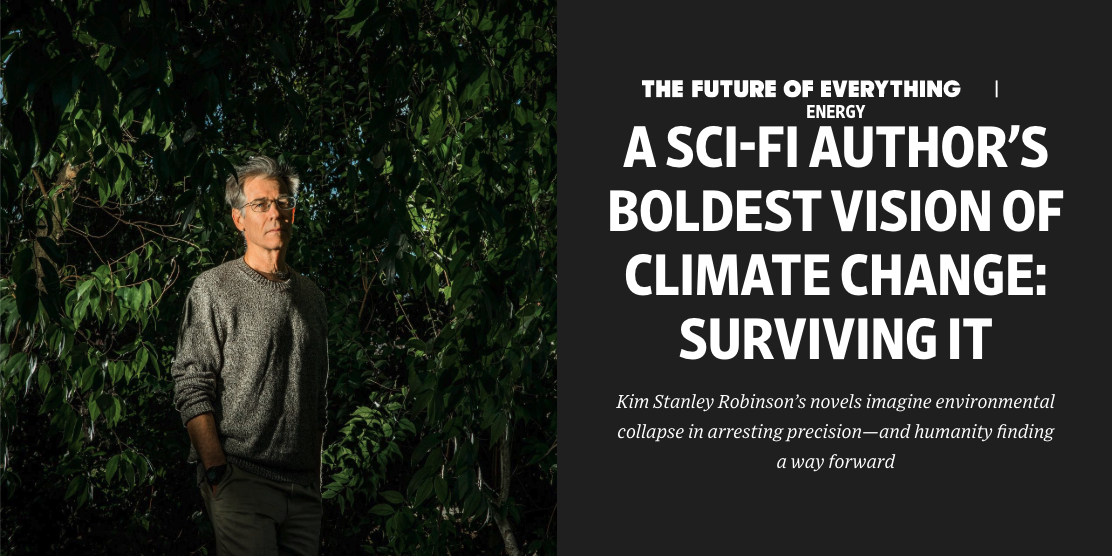 THE FUTURE OF EVERYTHING |
ENERGY
A SCI-FI AUTHOR’S
BOLDEST VISION OF
CLIMATE CHANGE:
SURVIVING IT
Kim Stanley Robinson’s novels imagine environmental
collapse in arresting precision—and humanity finding
a way forward